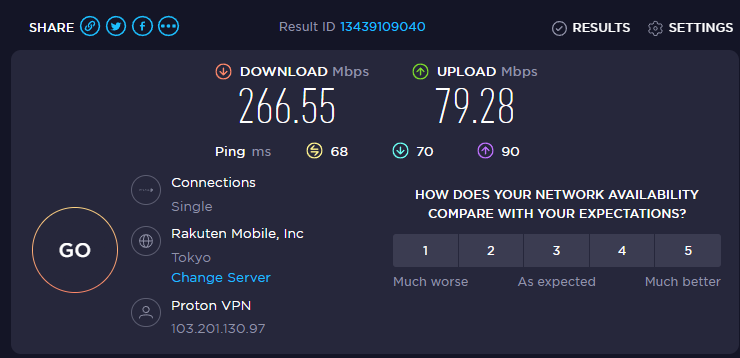 SHARE Result ID 13439109040 RESULTS SETTINGS
DOWNLOAD Mbps UPLOAD Mbps
266.55 79.28
Ping ms 68 70 90
Connections
Single
Rakuten Mobile, Inc
Tokyo
Change Server
Proton VPN
103.201.130.97
GO
HOW DOES YOUR NETWORK AVAILABILITY
COMPARE WITH YOUR EXPECTATIONS?
1 2 3 4 5
Much worse As expected Much better